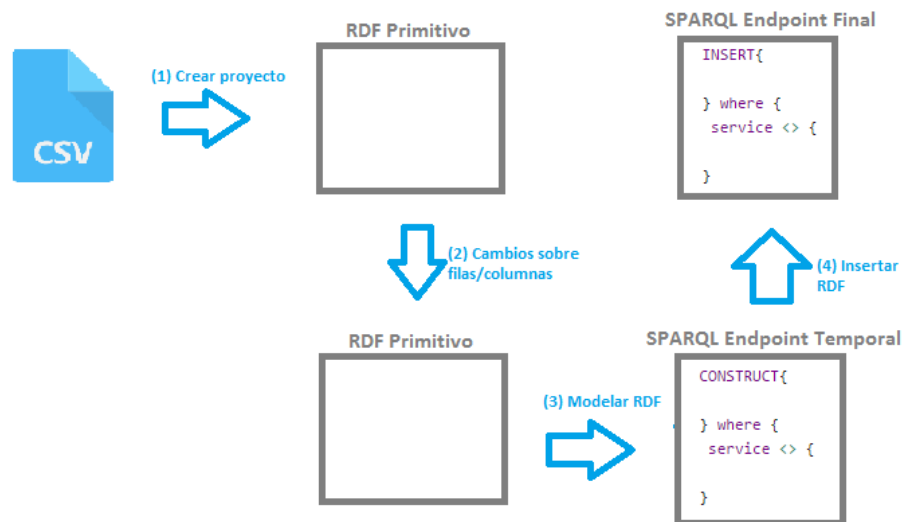 CSV
(1) Crear proyecto
RDF Primitivo
(2) Cambios sobre
filas/columnas
RDF Primitivo
(3) Modelar RDF
SPARQL Endpoint Temporal
CONSTRUCT{
} where {
service <> {
}
(4) Insertar
RDF
SPARQL Endpoint Final
INSERT{
} where {
service <> {
}